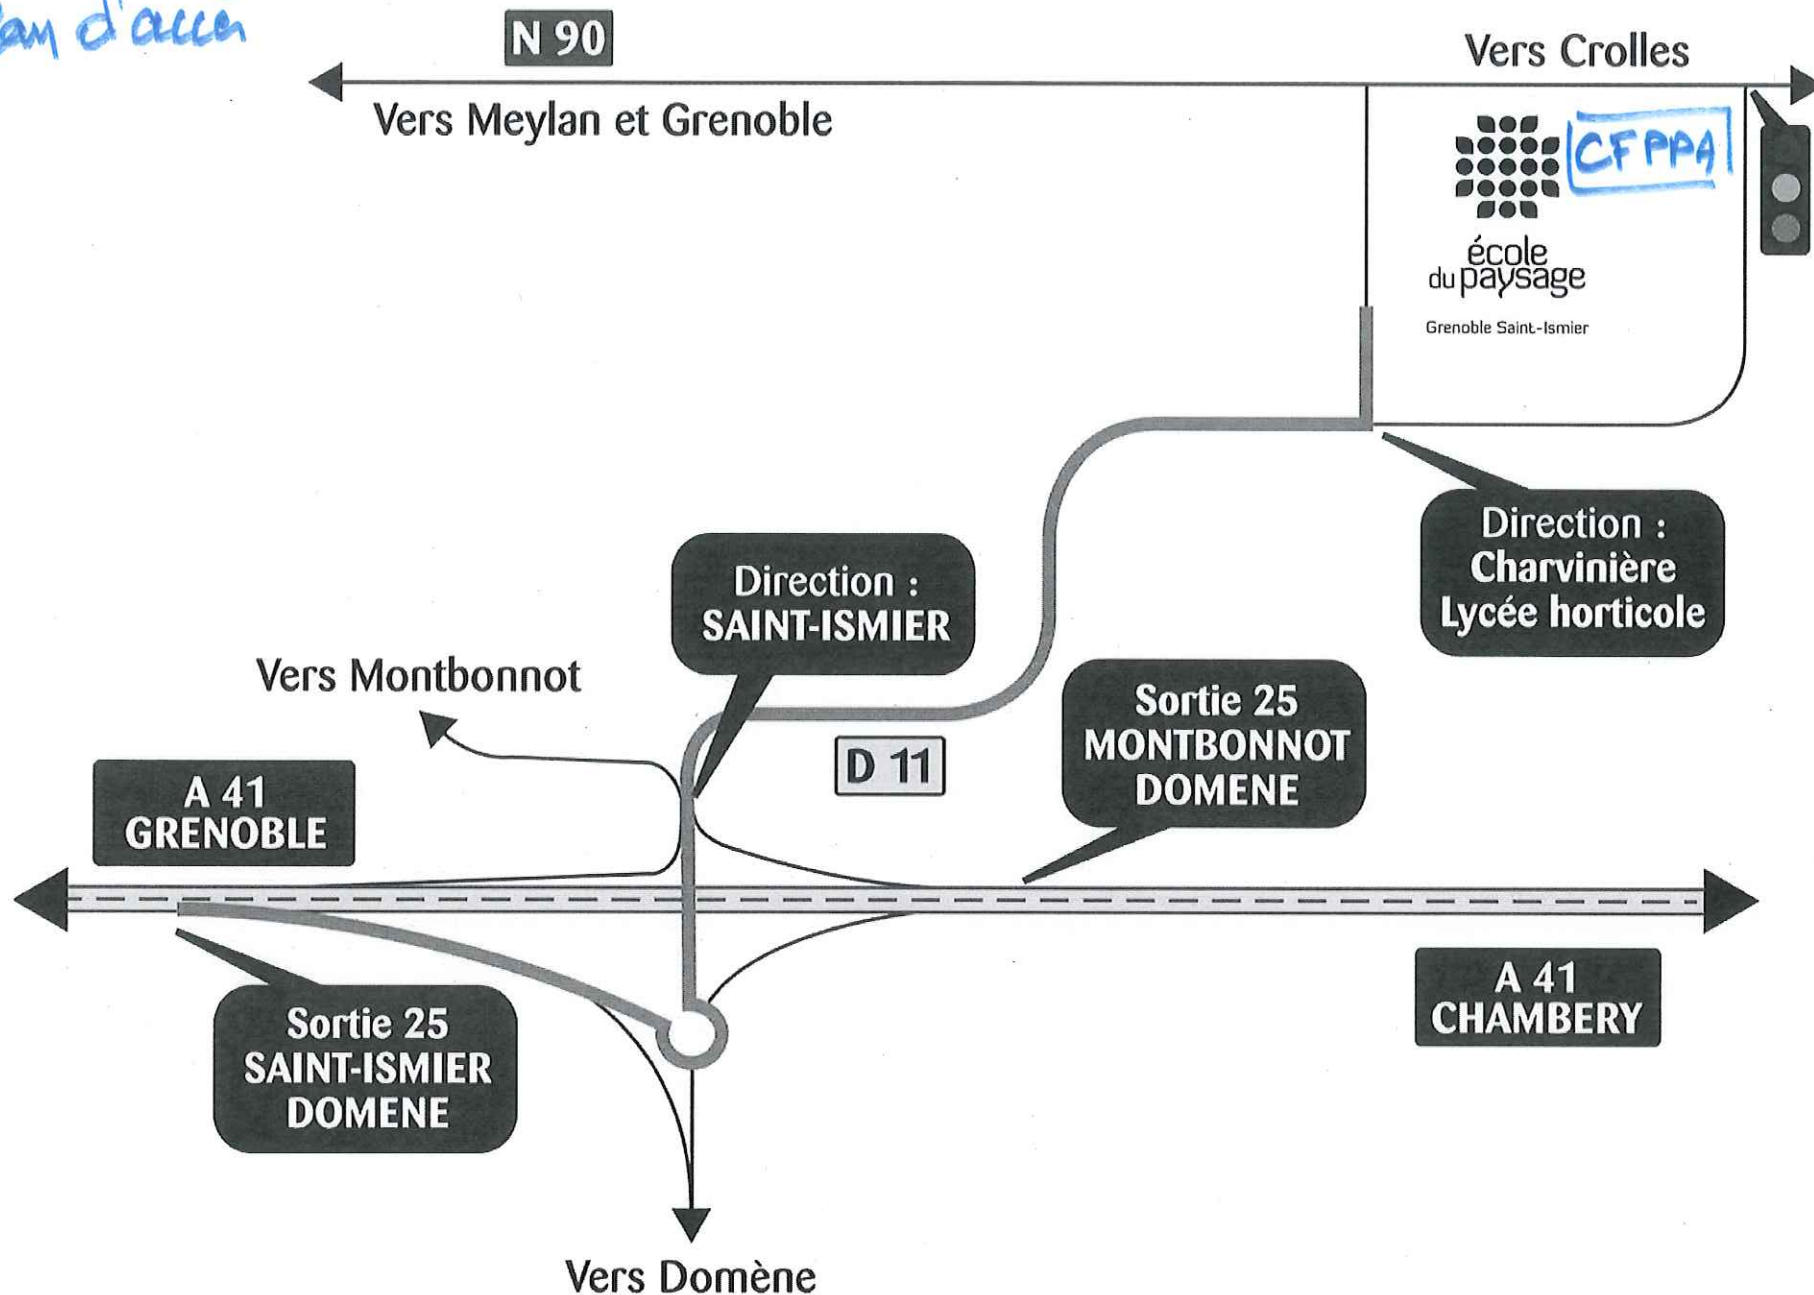 d'accès
N 90
Vers Crolles
Vers Meylan et Grenoble
CFPPA
école
du paysage
Grenoble Saint-Ismier
Direction :
Charvinière
Lycée horticole
Direction :
SAINT-ISMIER
Vers Montbonnot
Sortie 25
MONTBONNOT
DOMENE
D 11
A 41
GRENOBLE
A 41
CHAMBERY
Sortie 25
SAINT-ISMIER
DOMENE
Vers Domène